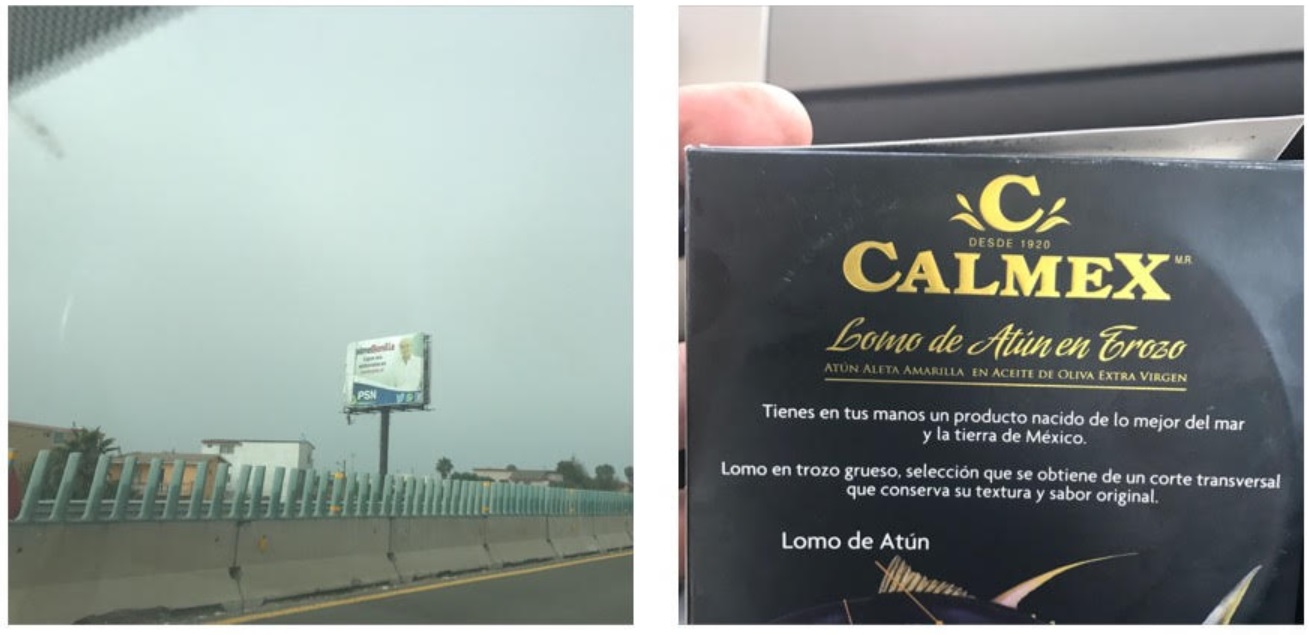 Bonilla
PSN
C
DESDE 1920
CALMEX M.R.
Lomo de Atún en Trozo
ATÚN ALETA AMARILLA EN ACEITE DE OLIVA EXTRA VIRGEN
Tienes en tus manos un producto nacido de lo mejor del mar
y la tierra de México.
Lomo en trozo grueso, selección que se obtiene de un corte transversal
que conserva su textura y sabor original.
Lomo de Atún